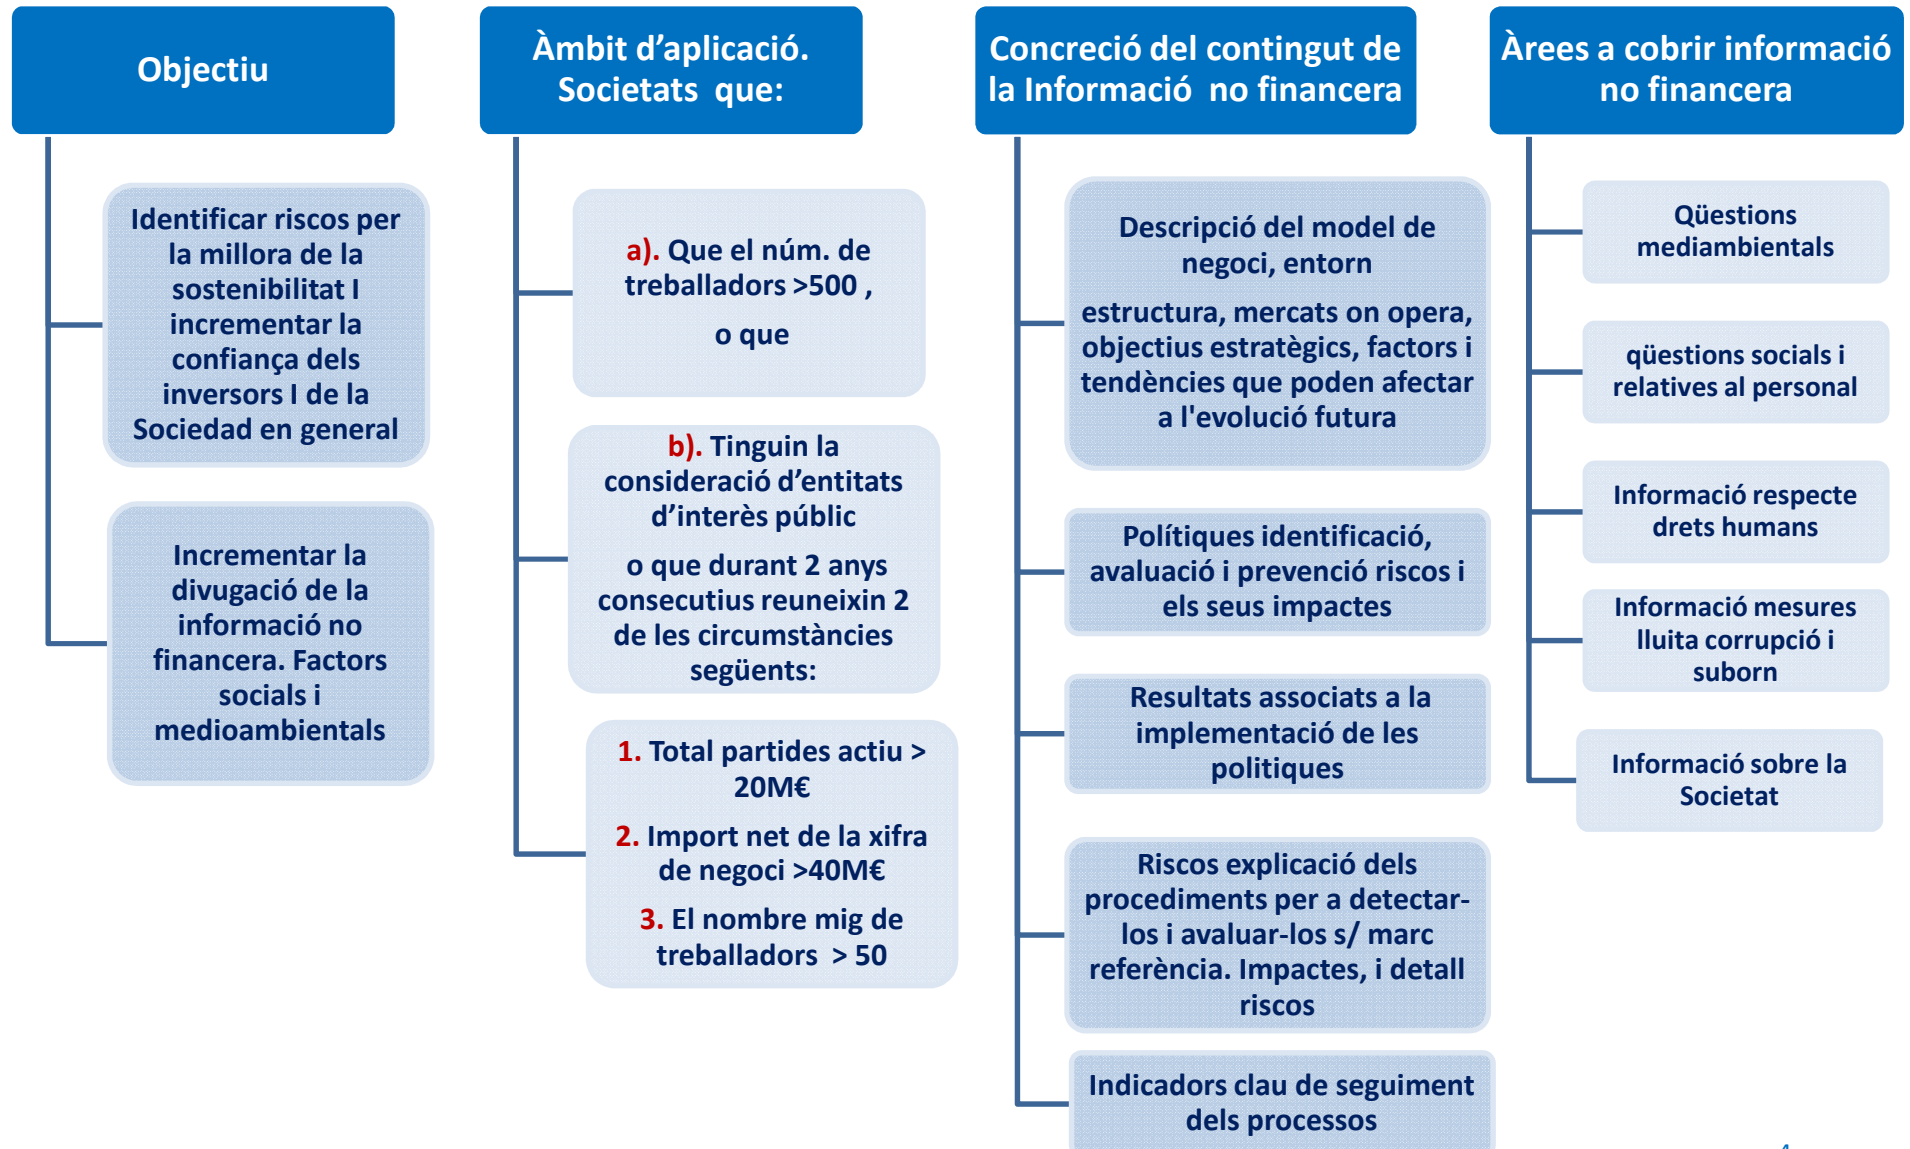 Objectiu
Identificar riscos per
la millora de la
sostenibilitat I
incrementar la
confiança dels
inversors I de la
Sociedad en general
Incrementar la
divugació de la
informació no
financera. Factors
socials i
medioambientals
Àmbit d’aplicació.
Societats que:
a). Que el núm. de
treballadors >500 ,
o que
b). Tinguin la
consideració d’entitats
d’interès públic
o que durant 2 anys
consecutius reuneixin 2
de les circumstàncies
següents:
1. Total partides actiu >
20M€
2. Import net de la xifra
de negoci >40M€
3. El nombre mig de
treballadors > 50
Concreció del contingut de
la Informació no financera
Descripció del model de
negoci, entorn
estructura, mercats on opera,
objectius estratègics, factors i
tendències que poden afectar
a l'evolució futura
Polítiques identificació,
avaluació i prevenció riscos i
els seus impactes
Resultats associats a la
implementació de les
politiques
Riscos explicació dels
procediments per a detectar-
los i avaluar-los s/ marc
referència. Impactes, i detall
riscos
Indicadors clau de seguiment
dels processos
Àrees a cobrir informació
no financera
Qüestions
mediambientals
qüestions socials i
relatives al personal
Informació respecte
drets humans
Informació mesures
lluita corrupció i
suborn
Informació sobre la
Societat